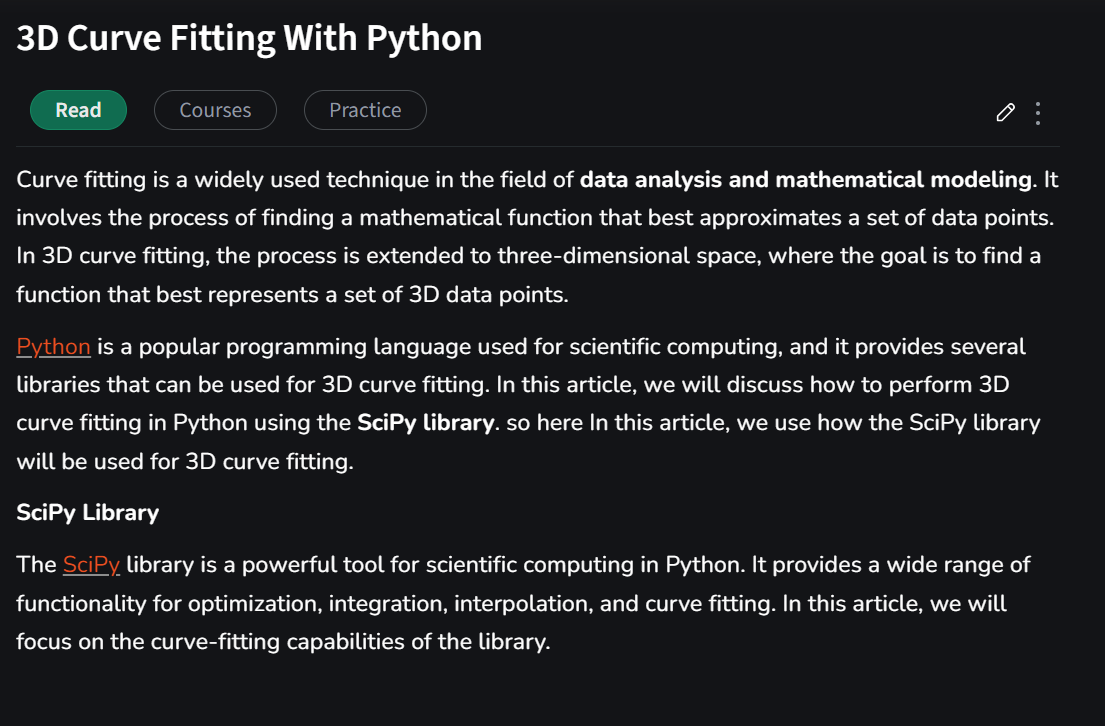 3D Curve Fitting With Python
Read
Courses
Practice
Curve fitting is a widely used technique in the field of data analysis and mathematical modeling. It
involves the process of finding a mathematical function that best approximates a set of data points.
In 3D curve fitting, the process is extended to three-dimensional space, where the goal is to find a
function that best represents a set of 3D data points.
Python is a popular programming language used for scientific computing, and it provides several
libraries that can be used for 3D curve fitting. In this article, we will discuss how to perform 3D
curve fitting in Python using the SciPy library. so here In this article, we use how the SciPy library
will be used for 3D curve fitting.
SciPy Library
The SciPy library is a powerful tool for scientific computing in Python. It provides a wide range of
functionality for optimization, integration, interpolation, and curve fitting. In this article, we will
focus on the curve-fitting capabilities of the library.